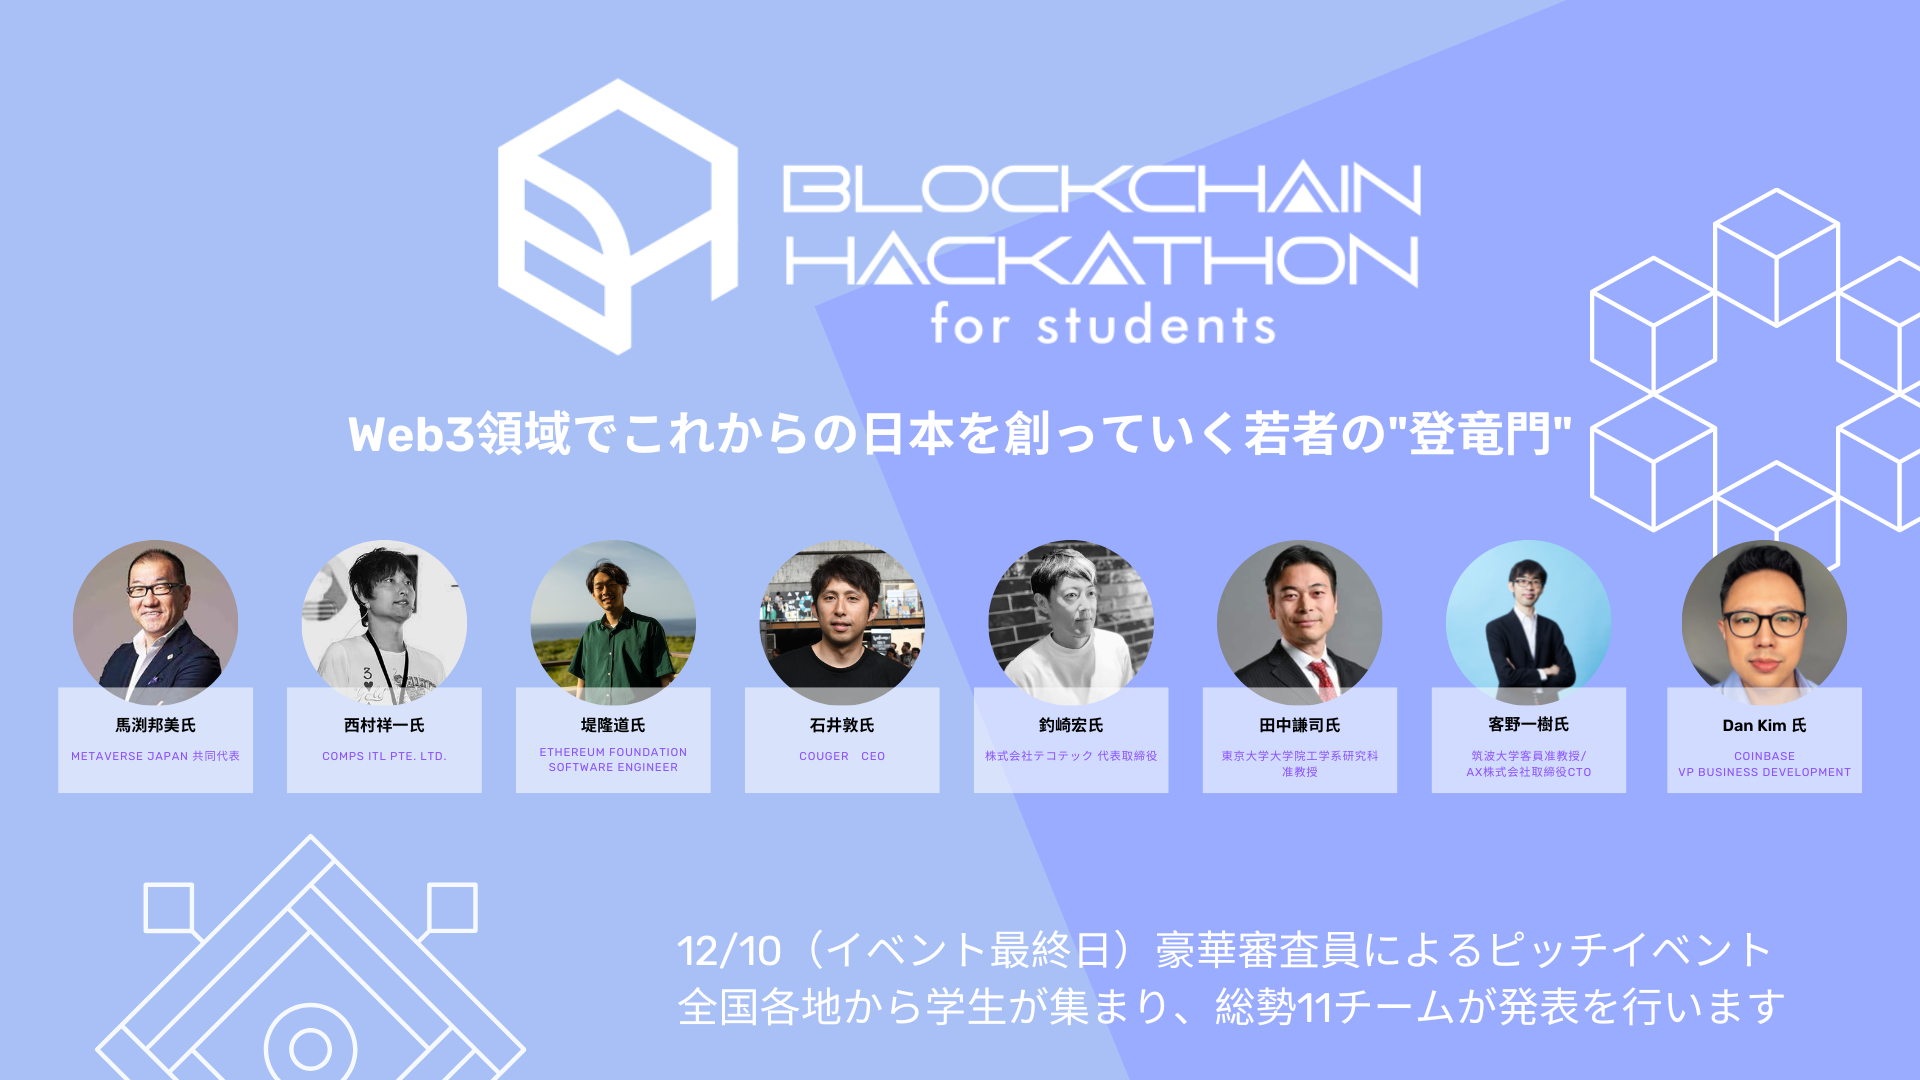 BLOCKCHAIN
HACKATHON
for students
Web3領域でこれからの日本を創っていく若者の"登竜門"
馬渕邦美氏
METAVERSE JAPAN 共同代表
西村祥一氏
COMPS ITL PTE. LTD.
堤隆道氏
ETHEREUM FOUNDATION
SOFTWARE ENGINEER
石井敦氏
COUGER CEO
釣崎宏氏
株式会社テコテック 代表取締役
田中謙司氏
東京大学大学院工学系研究科
准教授
客野一樹氏
筑波大学客員准教授/
AX株式会社取締役CTO
Dan Kim 氏
COINBASE
VP BUSINESS DEVELOPMENT
12/10（イベント最終日）豪華審査員によるピッチイベント
全国各地から学生が集まり、総勢11チームが発表を行います